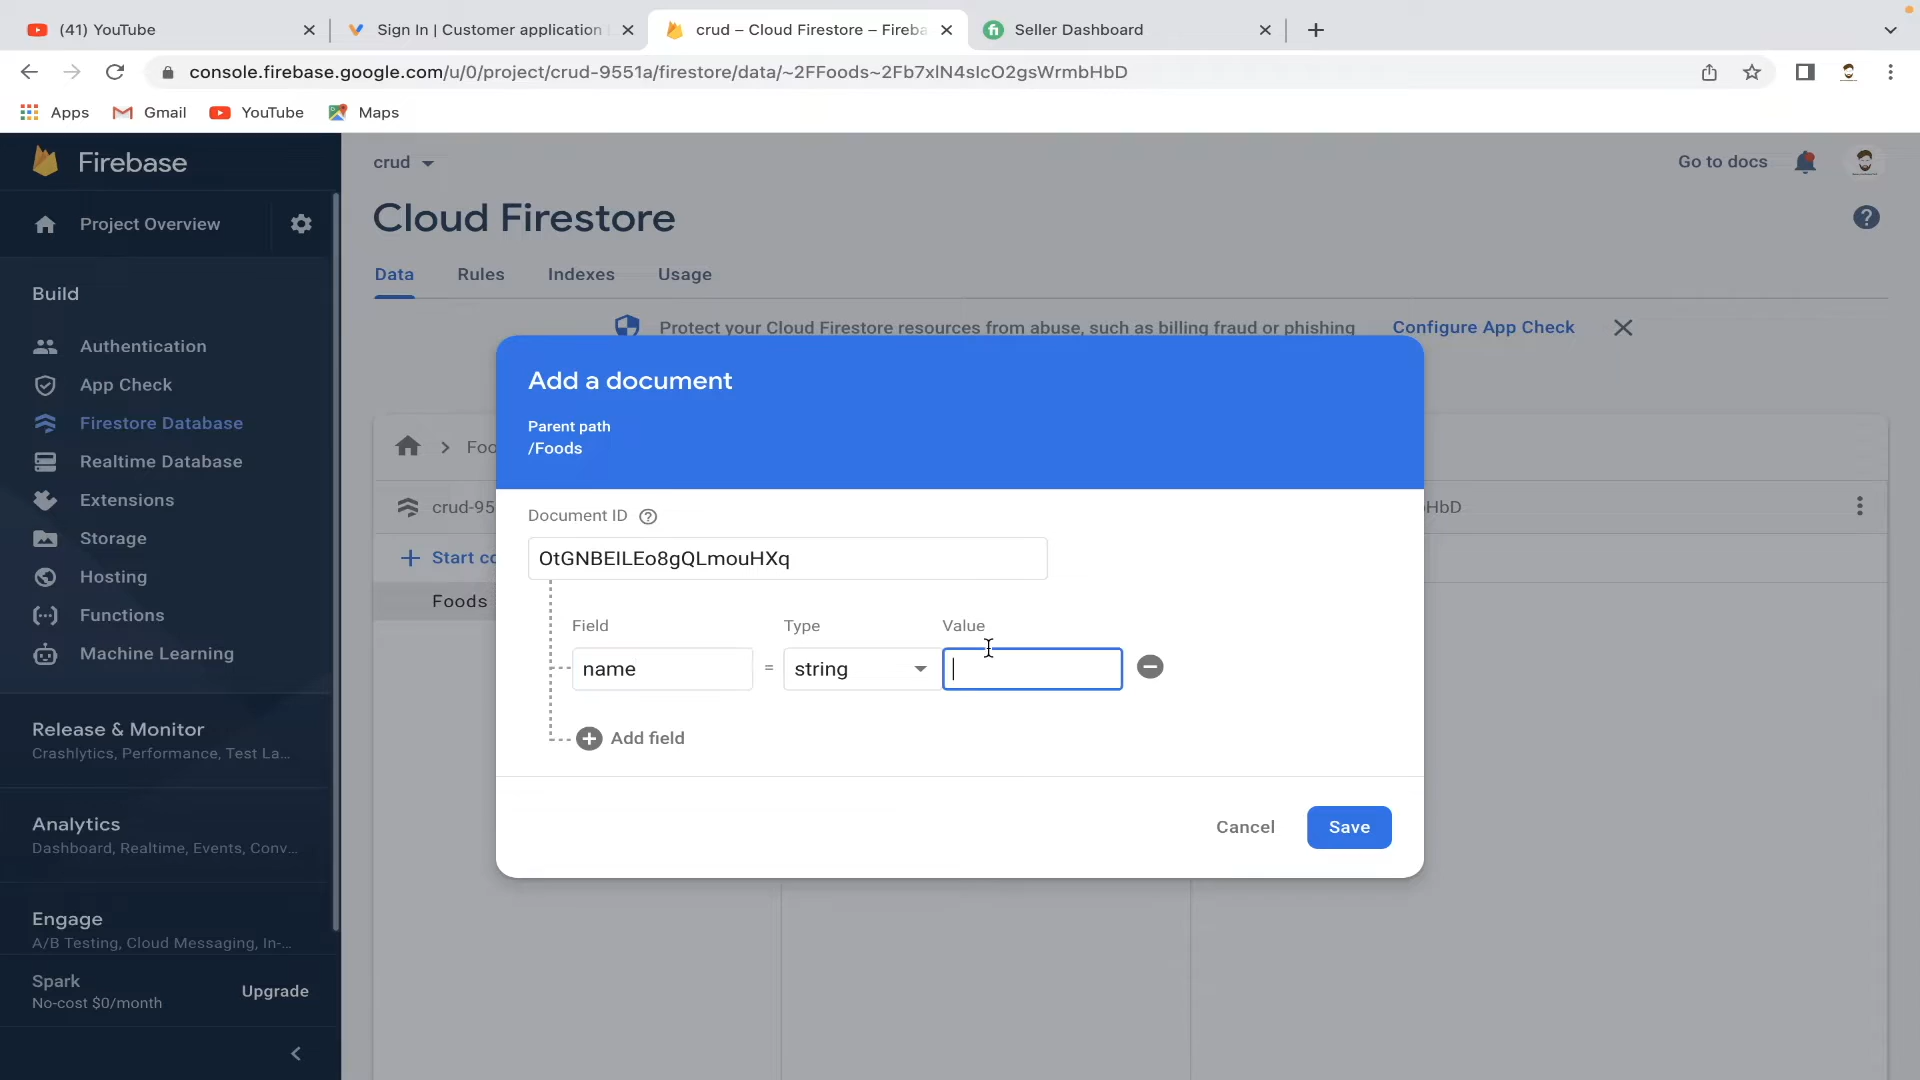 (41) YouTube
Sign In | Customer application
crud – Cloud Firestore – Fireba
Seller Dashboard
console.firebase.google.com/u/0/project/crud-9551a/firestore/data/~2FFoods~2Fb7xlN4slcO2gsWrmbHbD
Apps
Gmail
YouTube
Maps
Firebase
Project Overview
Build
Authentication
App Check
Firestore Database
Realtime Database
Extensions
Storage
Hosting
Functions
Machine Learning
Release & Monitor
Crashlytics, Performance, Test La...
Analytics
Dashboard, Realtime, Events, Conv...
Engage
A/B Testing, Cloud Messaging, In-...
Spark
No-cost $0/month
Upgrade
crud
Go to docs
Cloud Firestore
Data
Rules
Indexes
Usage
Protect your Cloud Firestore resources from abuse, such as billing fraud or phishing
Configure App Check
Foo
crud-95
HbD
Start co
Foods
Add a document
Parent path
/Foods
Document ID
OtGNBEILEo8gQLmouHXq
Field
Type
Value
name
=
string
Add field
Cancel
Save